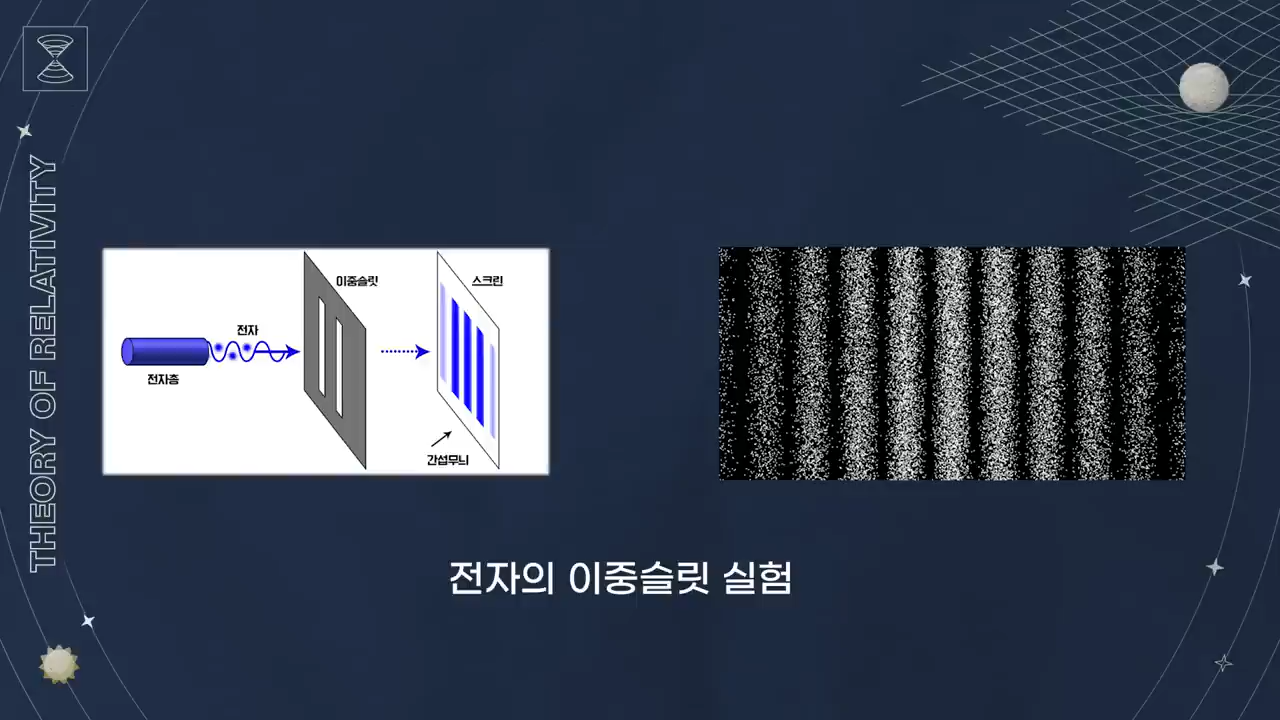 THEORY OF RELATIVITY
이중슬릿
스크린
전자
전자총
간섭무늬
전자의 이중슬릿 실험